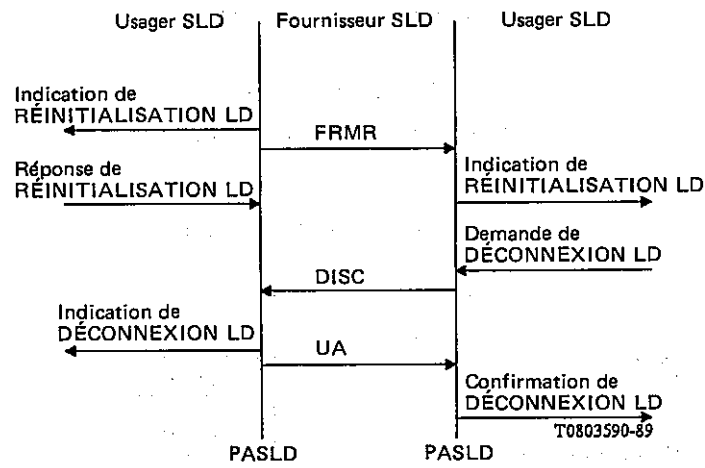 Usager SLD Fournisseur SLD Usager SLD
Indication de
RÉINITIALISATION LD
FRMR
Réponse de
RÉINITIALISATION LD
Indication de
RÉINITIALISATION LD
Demande de
DÉCONNEXION LD
DISC
Indication de
DÉCONNEXION LD
UA
Confirmation de
DÉCONNEXION LD
T0803590-89
PASLD PASLD